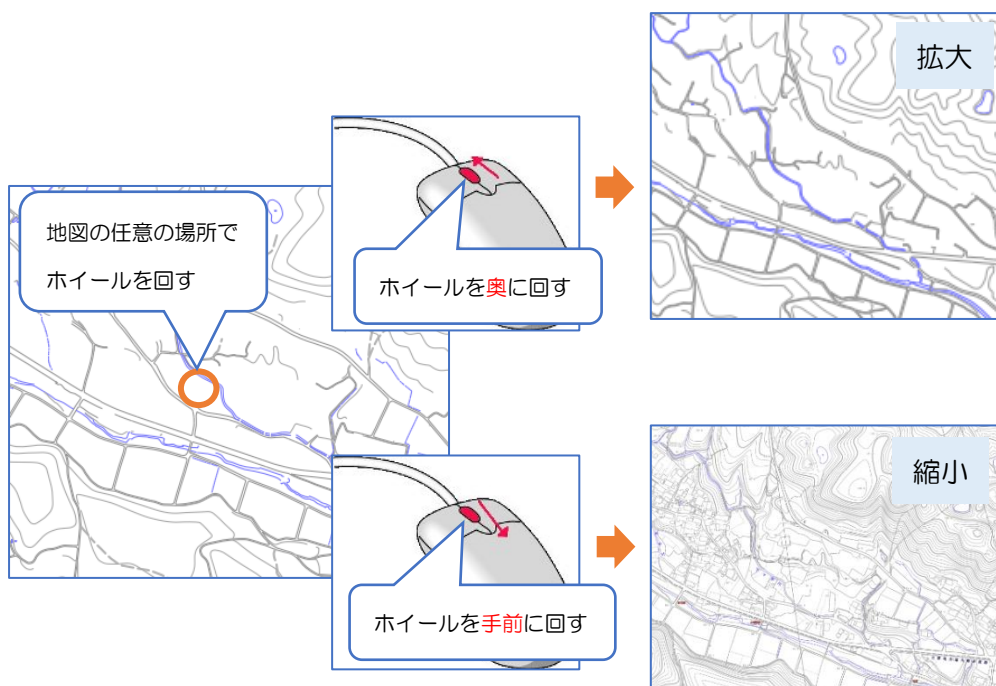 地図の任意の場所で
ホイールを回す
ホイールを奥に回す
拡大
ホイールを手前に回す
縮小